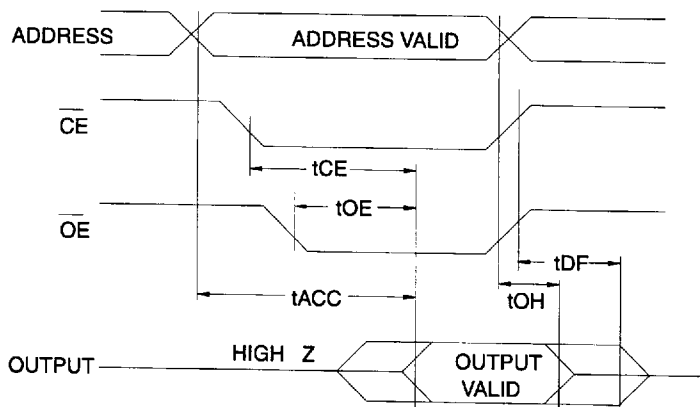 ADDRESS
ADDRESS VALID
CE
tCE
tOE
OE
tDF
tACC
tOH
HIGH Z
OUTPUT
OUTPUT
VALID